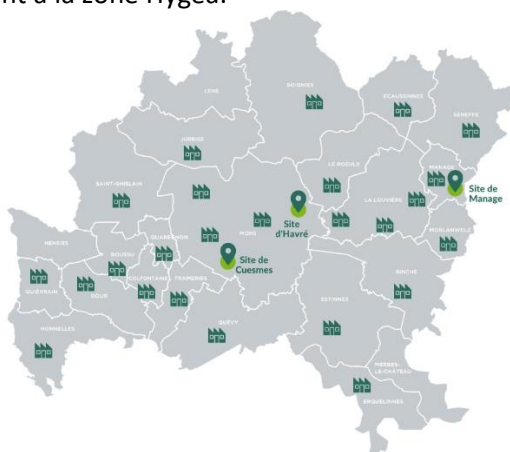 nt à la zone Hygea.
LENS
SOIGNIES
ECAUSSINNES
SENEFFE
JURBISE
LE ROEULX
MANAGE
Site de
Manage
SAINT-GHISLAIN
LA LOUVIÈRE
MONS
Site
d'Havré
MORLANWELZ
HENSIES
QUAREGNON
BOUSSU
Site de
Cuesmes
BINCHE
QUIÉVRAIN
DOUR
COLFONTAINE
FRAMERIES
ESTINNES
HONNELLES
QUÉVY
MERBES-
LE-CHÂTEAU
ERQUELINNES